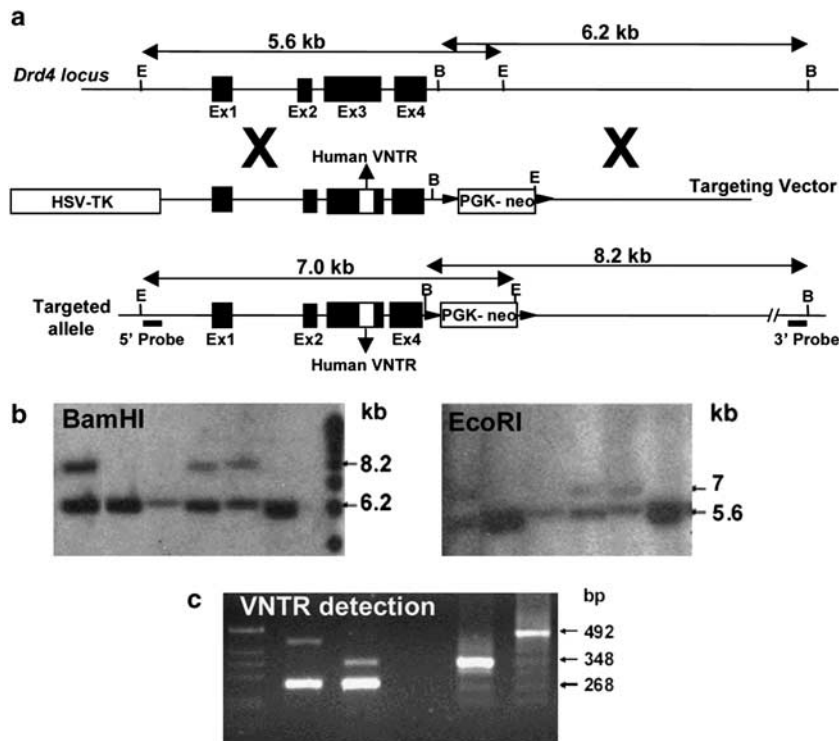 a
5.6 kb 6.2 kb
Drd4 locus E B E B
Ex1 Ex2 Ex3 Ex4
X X
Human VNTR
HSV-TK B PGK- neo E Targeting Vector
7.0 kb 8.2 kb
Targeted allele E B E B
PGK- neo
5' Probe Ex1 Ex2 Ex4 3' Probe
Human VNTR
b BamHI kb EcoRI kb
8.2 7
6.2 5.6
c VNTR detection bp
492
348
268